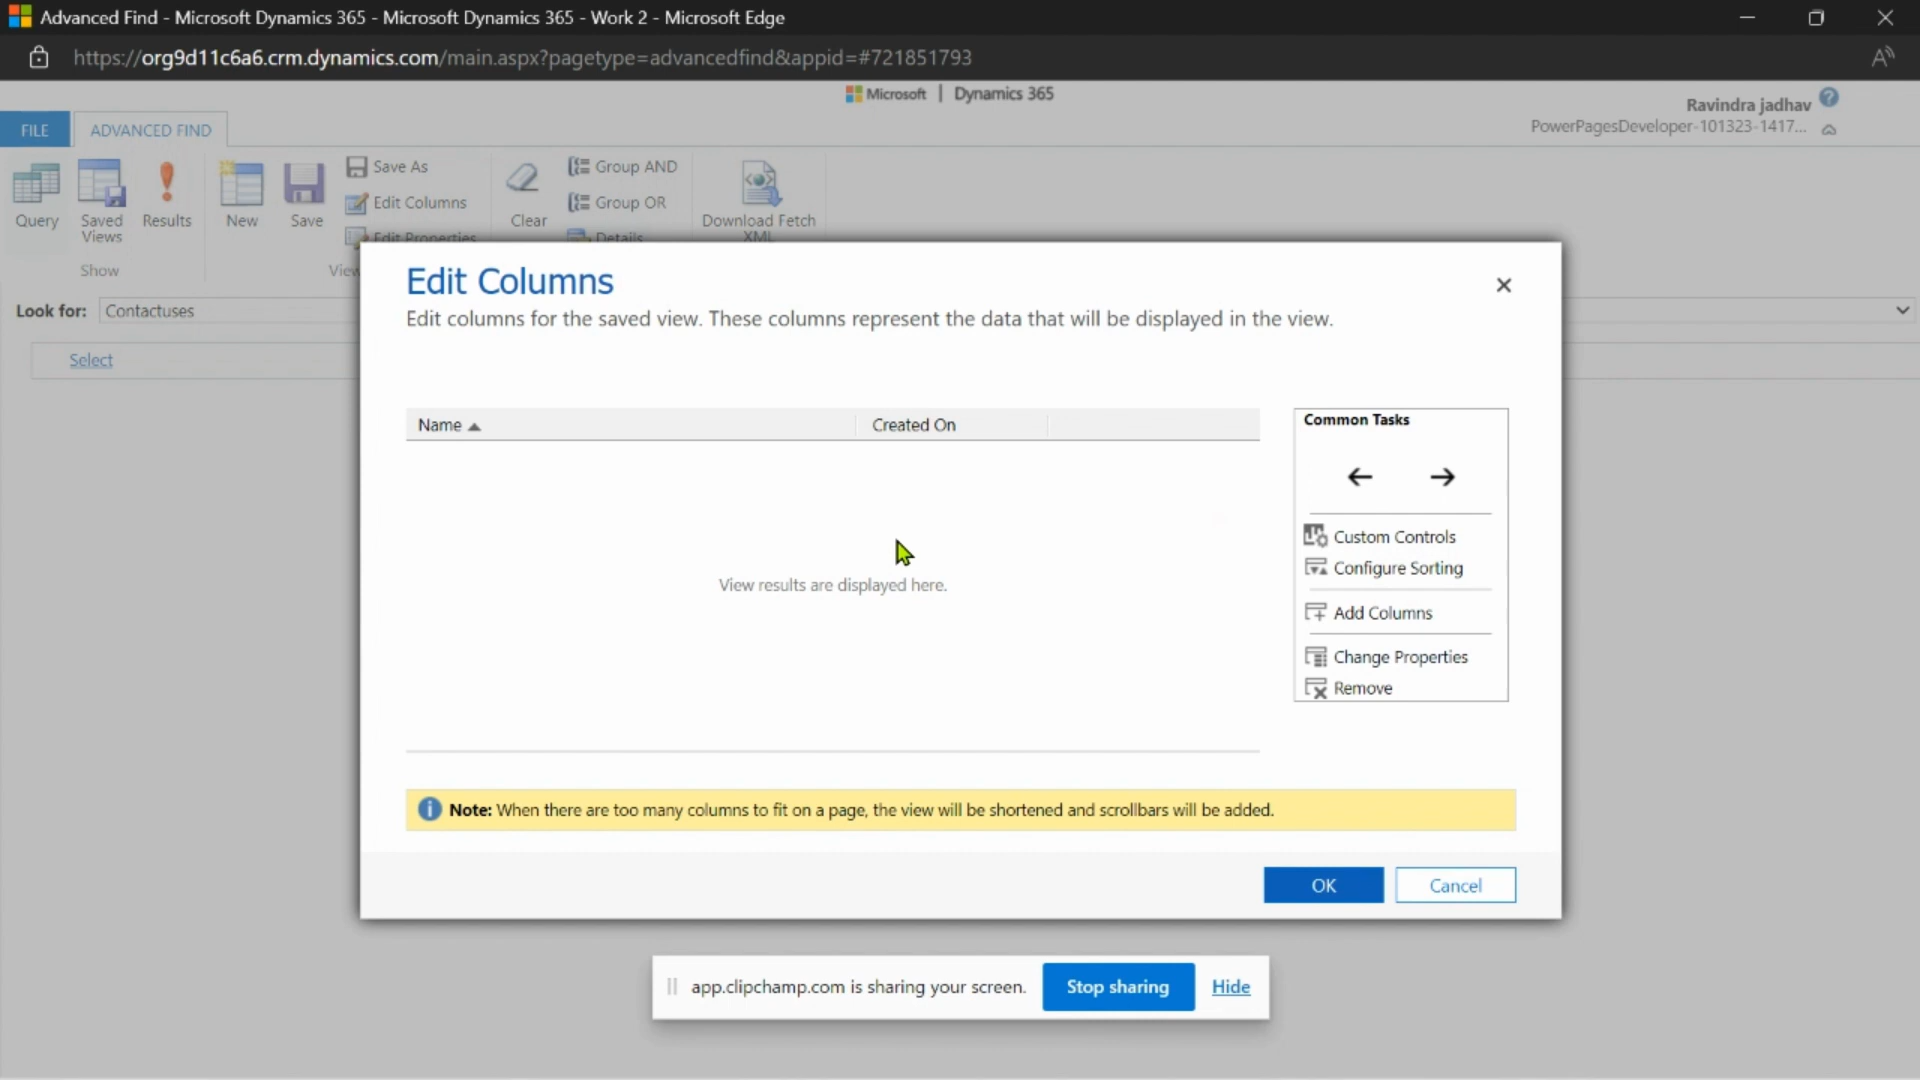 Advanced Find - Microsoft Dynamics 365 - Microsoft Dynamics 365 - Work 2 - Microsoft Edge
https://org9d11c6a6.crm.dynamics.com/main.aspx?pagetype=advancedfind&appid=#721851793
Microsoft | Dynamics 365
Ravindra jadhav
PowerPagesDeveloper-101323-1417...
FILE
ADVANCED FIND
Query
Saved Views
Results
Show
New
Save
Save As
Edit Columns
Edit Properties
View
Clear
Group AND
Group OR
Details
Download Fetch XML
Look for: Contactuses
Select
Edit Columns
Edit columns for the saved view. These columns represent the data that will be displayed in the view.
Name
Created On
View results are displayed here.
Common Tasks
Custom Controls
Configure Sorting
Add Columns
Change Properties
Remove
Note: When there are too many columns to fit on a page, the view will be shortened and scrollbars will be added.
OK
Cancel
app.clipchamp.com is sharing your screen.
Stop sharing
Hide